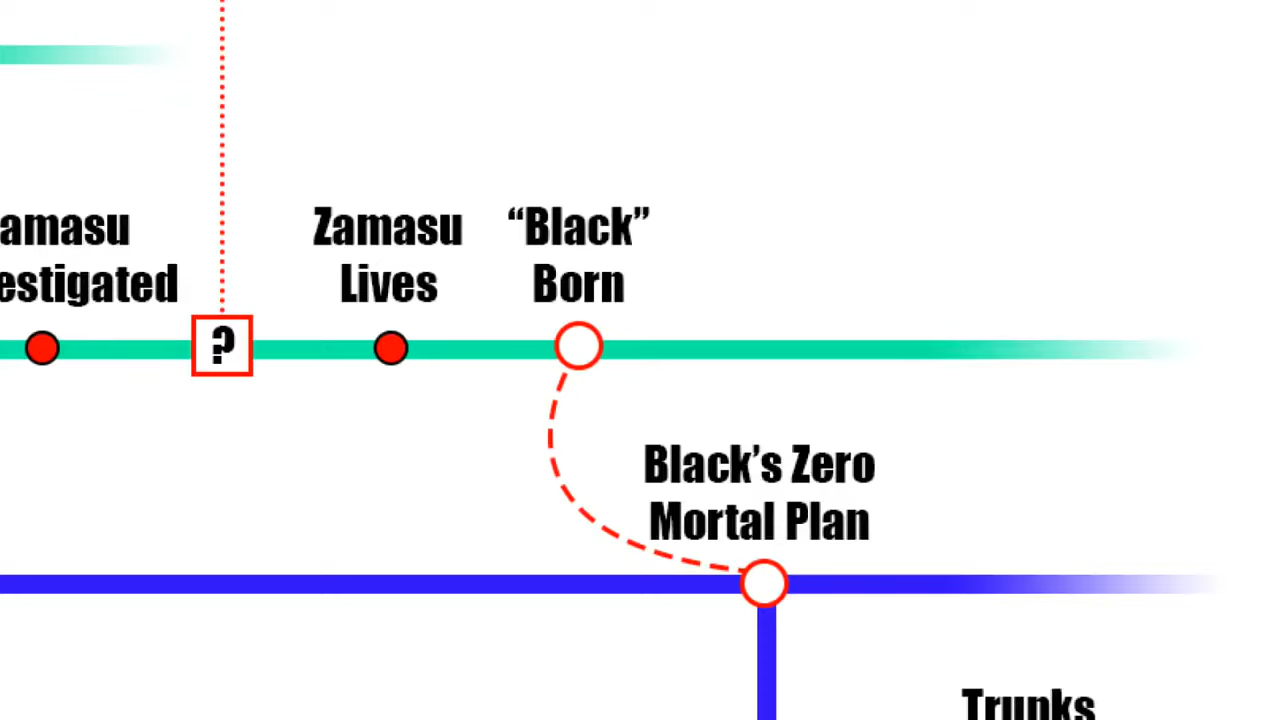 amasu
estigated
?
Zamasu
Lives
“Black”
Born
Black’s Zero
Mortal Plan
Trunks